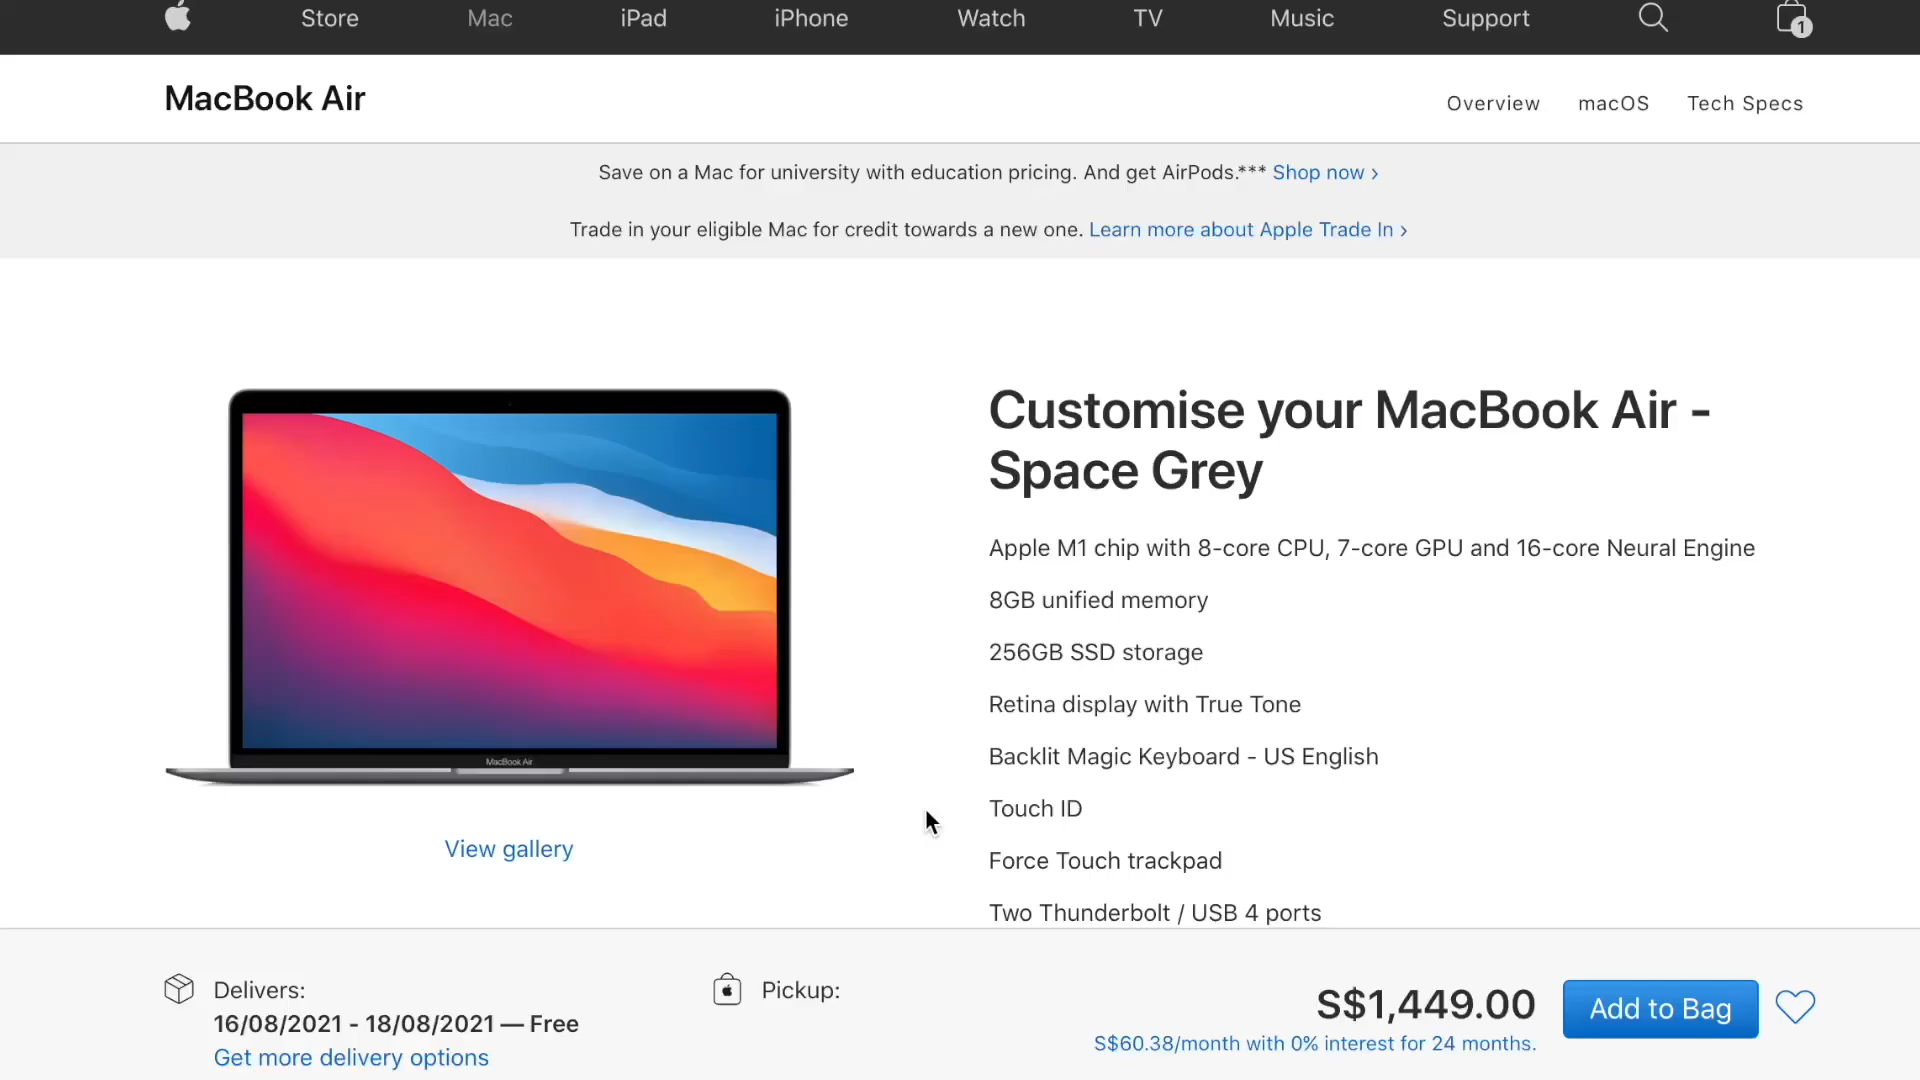 Store Mac iPad iPhone Watch TV Music Support 1
MacBook Air
Overview macOS Tech Specs
Save on a Mac for university with education pricing. And get AirPods.*** Shop now ›
Trade in your eligible Mac for credit towards a new one. Learn more about Apple Trade In ›
Customise your MacBook Air -
Space Grey
Apple M1 chip with 8-core CPU, 7-core GPU and 16-core Neural Engine
8GB unified memory
256GB SSD storage
Retina display with True Tone
Backlit Magic Keyboard - US English
Touch ID
Force Touch trackpad
Two Thunderbolt / USB 4 ports
MacBook Air
View gallery
Delivers:
16/08/2021 - 18/08/2021 — Free
Get more delivery options
Pickup:
S$1,449.00
S$60.38/month with 0% interest for 24 months.
Add to Bag